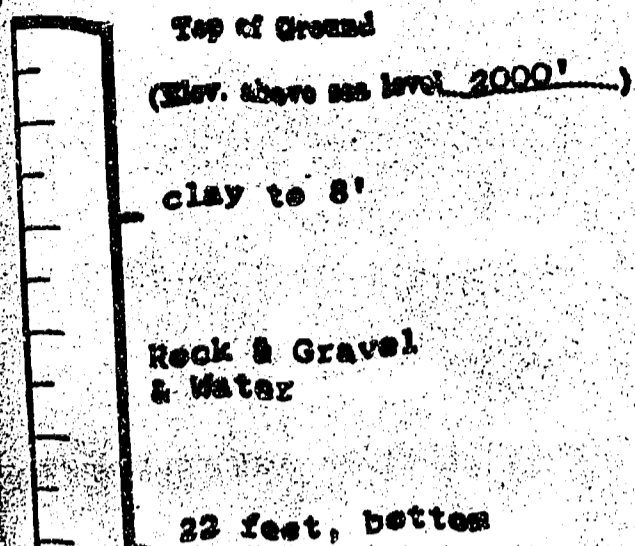 Top of Ground
(Elev. above sea level 2000')
clay to 8'
Rock & Gravel
& Water
22 feet, bottom